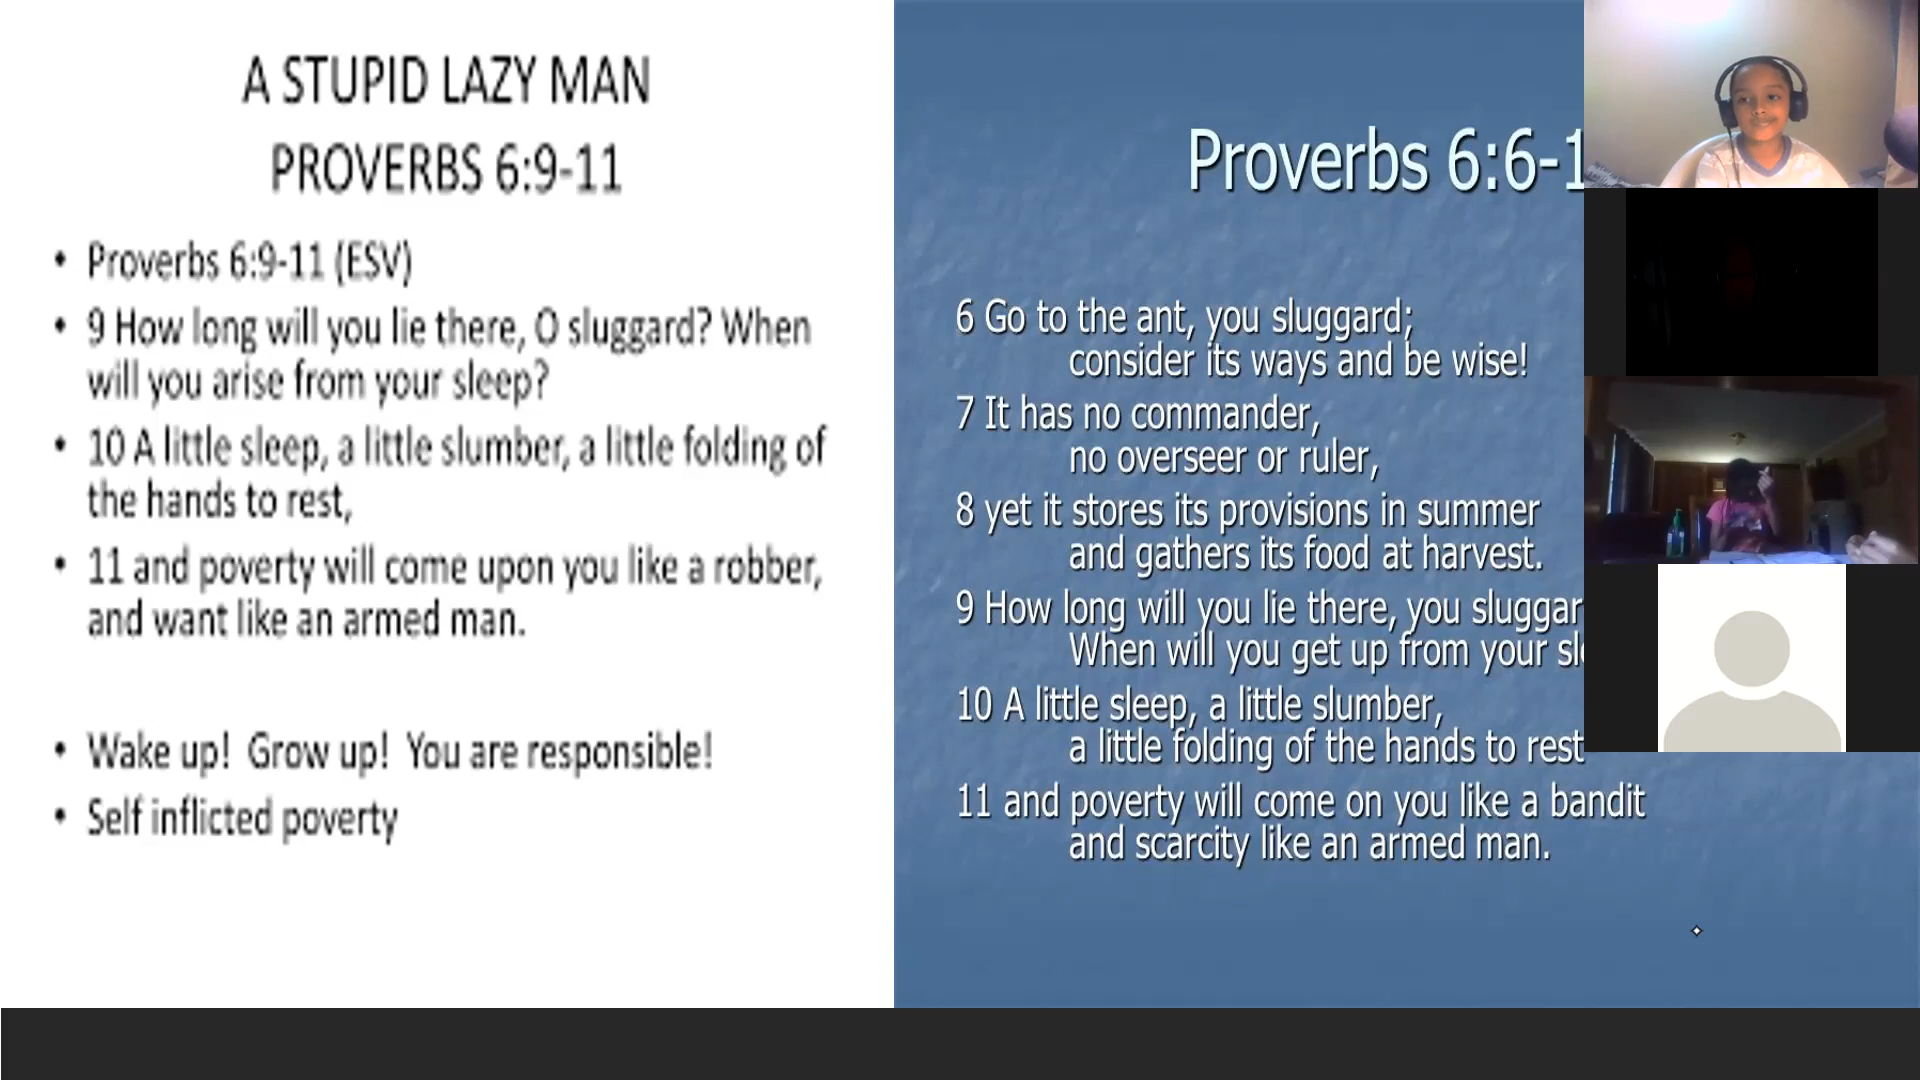 A STUPID LAZY MAN
PROVERBS 6:9-11
• Proverbs 6:9-11 (ESV)
• 9 How long will you lie there, O sluggard? When
will you arise from your sleep?
• 10 A little sleep, a little slumber, a little folding of
the hands to rest,
• 11 and poverty will come upon you like a robber,
and want like an armed man.
• Wake up!  Grow up!  You are responsible!
• Self inflicted poverty
Proverbs 6:6-1
6 Go to the ant, you sluggard;
consider its ways and be wise!
7 It has no commander,
no overseer or ruler,
8 yet it stores its provisions in summer
and gathers its food at harvest.
9 How long will you lie there, you sluggar
When will you get up from your sl
10 A little sleep, a little slumber,
a little folding of the hands to rest
11 and poverty will come on you like a bandit
and scarcity like an armed man.